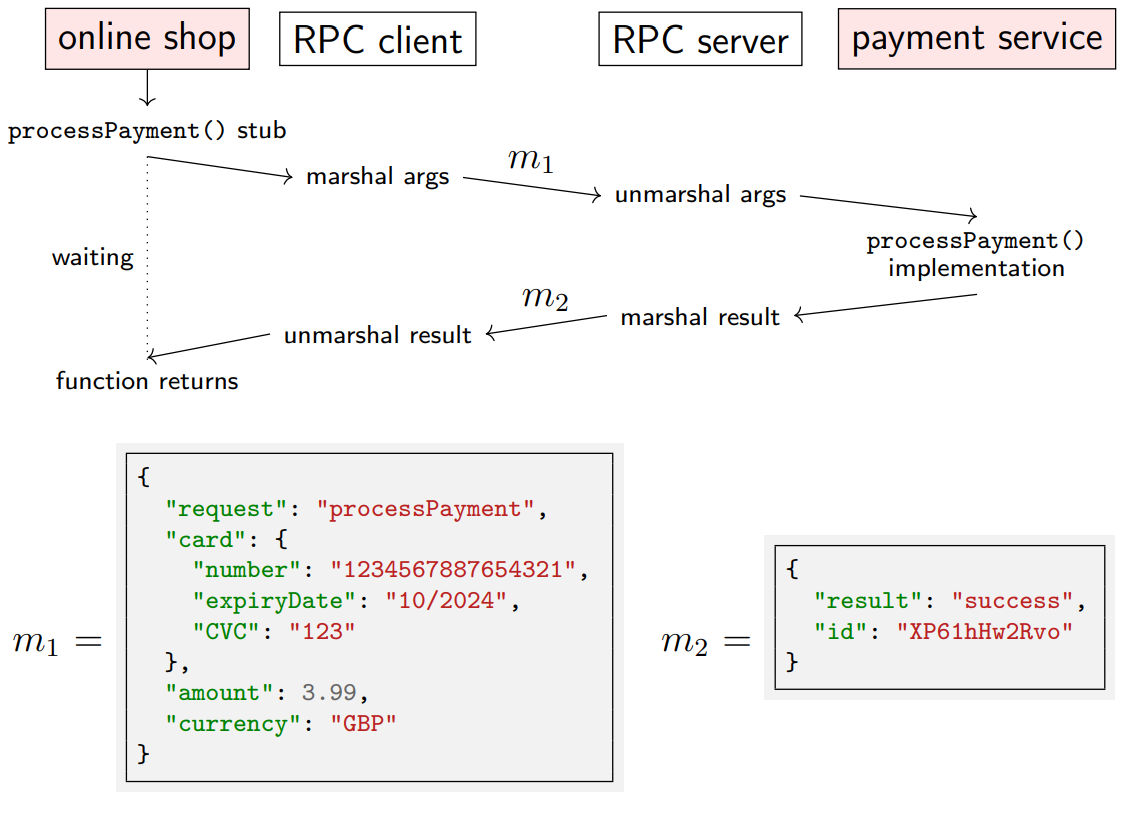 online shop
RPC client
RPC server
payment service
processPayment() stub
m1
marshal args
unmarshal args
processPayment()
implementation
waiting
m2
marshal result
unmarshal result
function returns
m1 =
{
"request": "processPayment",
"card": {
"number": "1234567887654321",
"expiryDate": "10/2024",
"CVC": "123"
},
"amount": 3.99,
"currency": "GBP"
}
m2 =
{
"result": "success",
"id": "XP61hHw2Rvo"
}